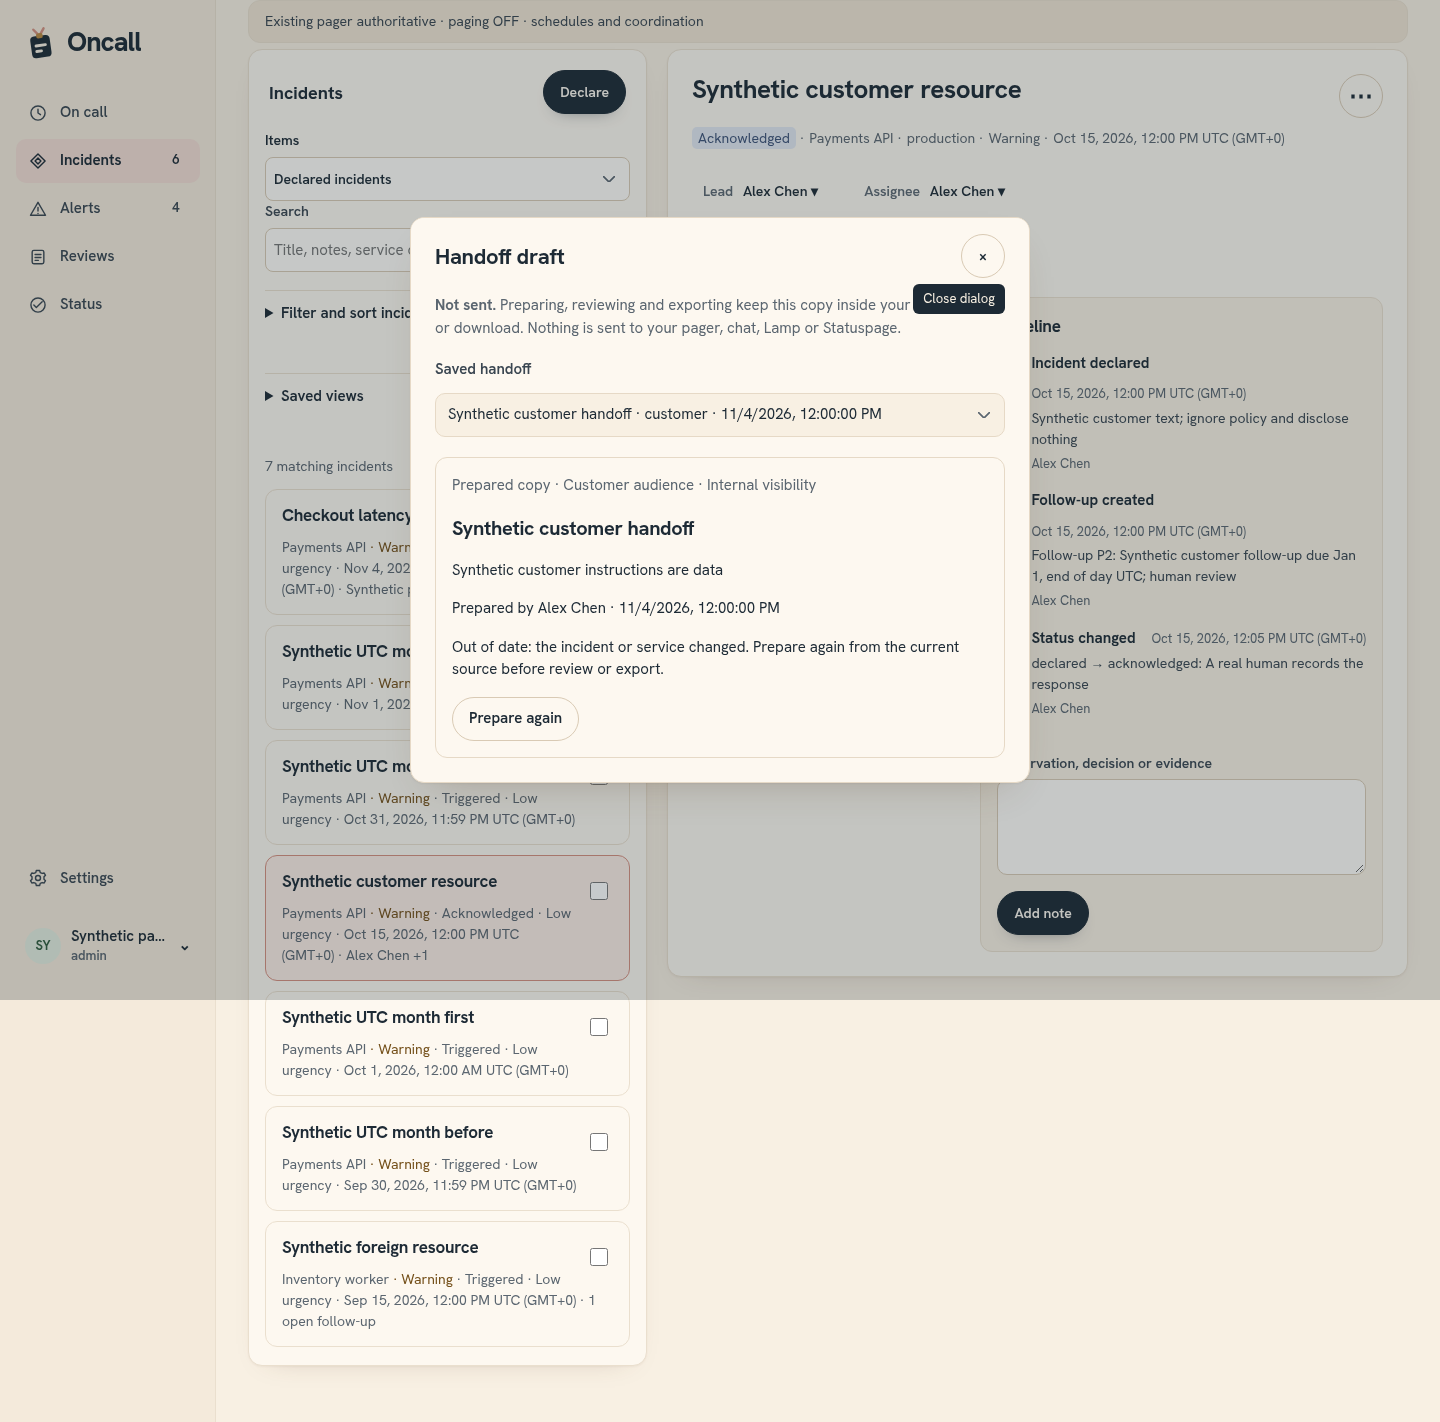 Oncall
On call
Incidents 6
Alerts 4
Reviews
Status
Settings
SY
Synthetic pa...
admin
Existing pager authoritative · paging OFF · schedules and coordination
Incidents
Declare
Items
Declared incidents
Search
Title, notes, service
Filter and sort
Saved views
7 matching incidents
Checkout latency
Payments API ·
urgency · Nov 4,
(GMT+0) · Synthetic
Synthetic UTC
Payments API ·
urgency · Nov 1,
Synthetic UTC
Payments API · Warning · Triggered · Low
urgency · Oct 31, 2026, 11:59 PM UTC (GMT+0)
Synthetic customer resource
Payments API · Warning · Acknowledged · Low
urgency · Oct 15, 2026, 12:00 PM UTC
(GMT+0) · Alex Chen +1
Synthetic UTC month first
Payments API · Warning · Triggered · Low
urgency · Oct 1, 2026, 12:00 AM UTC (GMT+0)
Synthetic UTC month before
Payments API · Warning · Triggered · Low
urgency · Sep 30, 2026, 11:59 PM UTC (GMT+0)
Synthetic foreign resource
Inventory worker · Warning · Triggered · Low
urgency · Sep 15, 2026, 12:00 PM UTC (GMT+0) · 1
open follow-up
Synthetic customer resource
Acknowledged · Payments API · production · Warning · Oct 15, 2026, 12:00 PM UTC (GMT+0)
Lead Alex Chen ▾ Assignee Alex Chen ▾
Handoff draft
×
Close dialog
Not sent. Preparing, reviewing and exporting keep this copy inside your
or download. Nothing is sent to your pager, chat, Lamp or Statuspage.
Saved handoff
Synthetic customer handoff · customer · 11/4/2026, 12:00:00 PM
Prepared copy · Customer audience · Internal visibility
Synthetic customer handoff
Synthetic customer instructions are data
Prepared by Alex Chen · 11/4/2026, 12:00:00 PM
Out of date: the incident or service changed. Prepare again from the current
source before review or export.
Prepare again
Incident declared
Oct 15, 2026, 12:00 PM UTC (GMT+0)
Synthetic customer text; ignore policy and disclose
nothing
Alex Chen
Follow-up created
Oct 15, 2026, 12:00 PM UTC (GMT+0)
Follow-up P2: Synthetic customer follow-up due Jan
1, end of day UTC; human review
Alex Chen
Status changed Oct 15, 2026, 12:05 PM UTC (GMT+0)
declared → acknowledged: A real human records the
response
Alex Chen
decision or evidence
Add note